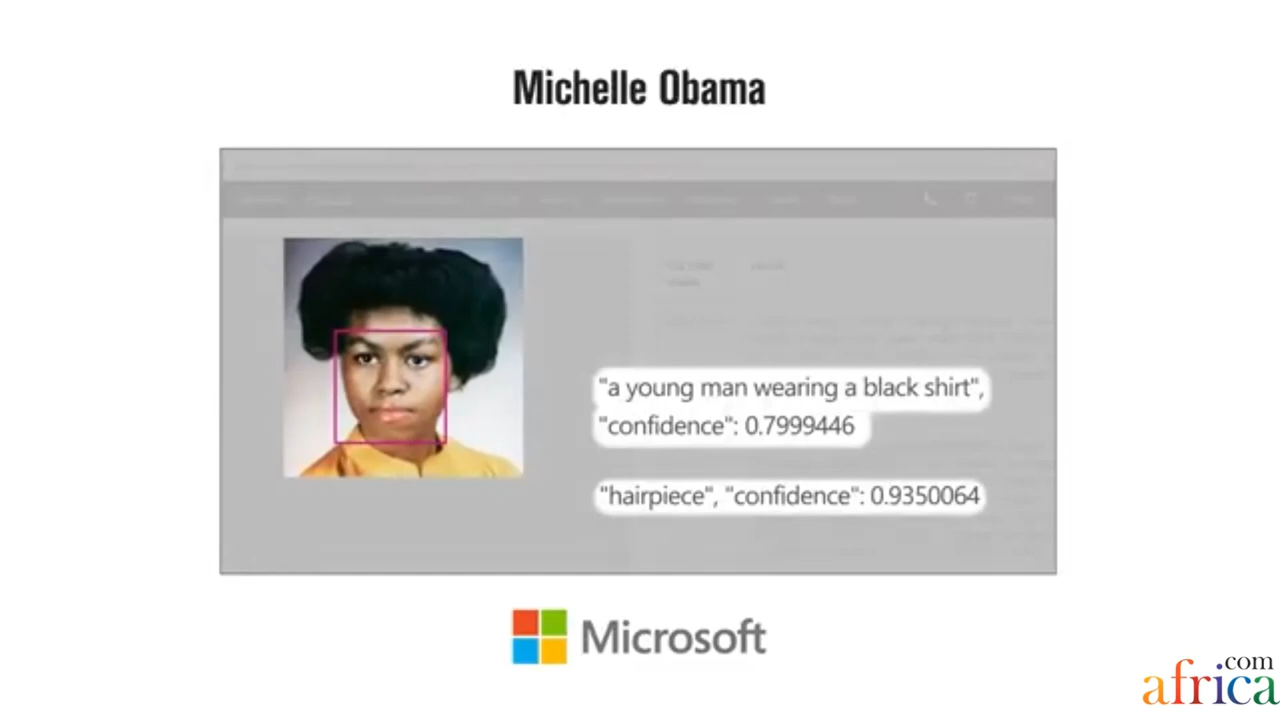 Michelle Obama
"a young man wearing a black shirt",
"confidence": 0.7999446
"hairpiece", "confidence": 0.9350064
Microsoft
africa.com